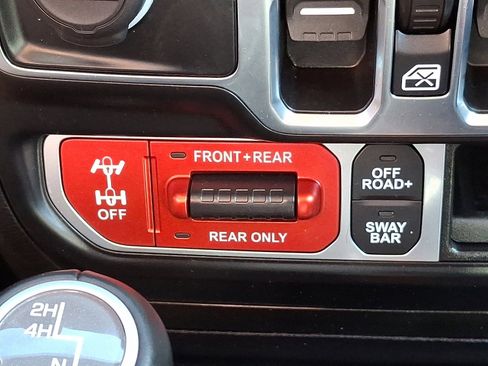 FRONT+REAR
OFF
REAR ONLY
OFF
ROAD+
SWAY
BAR
2H
4H
N